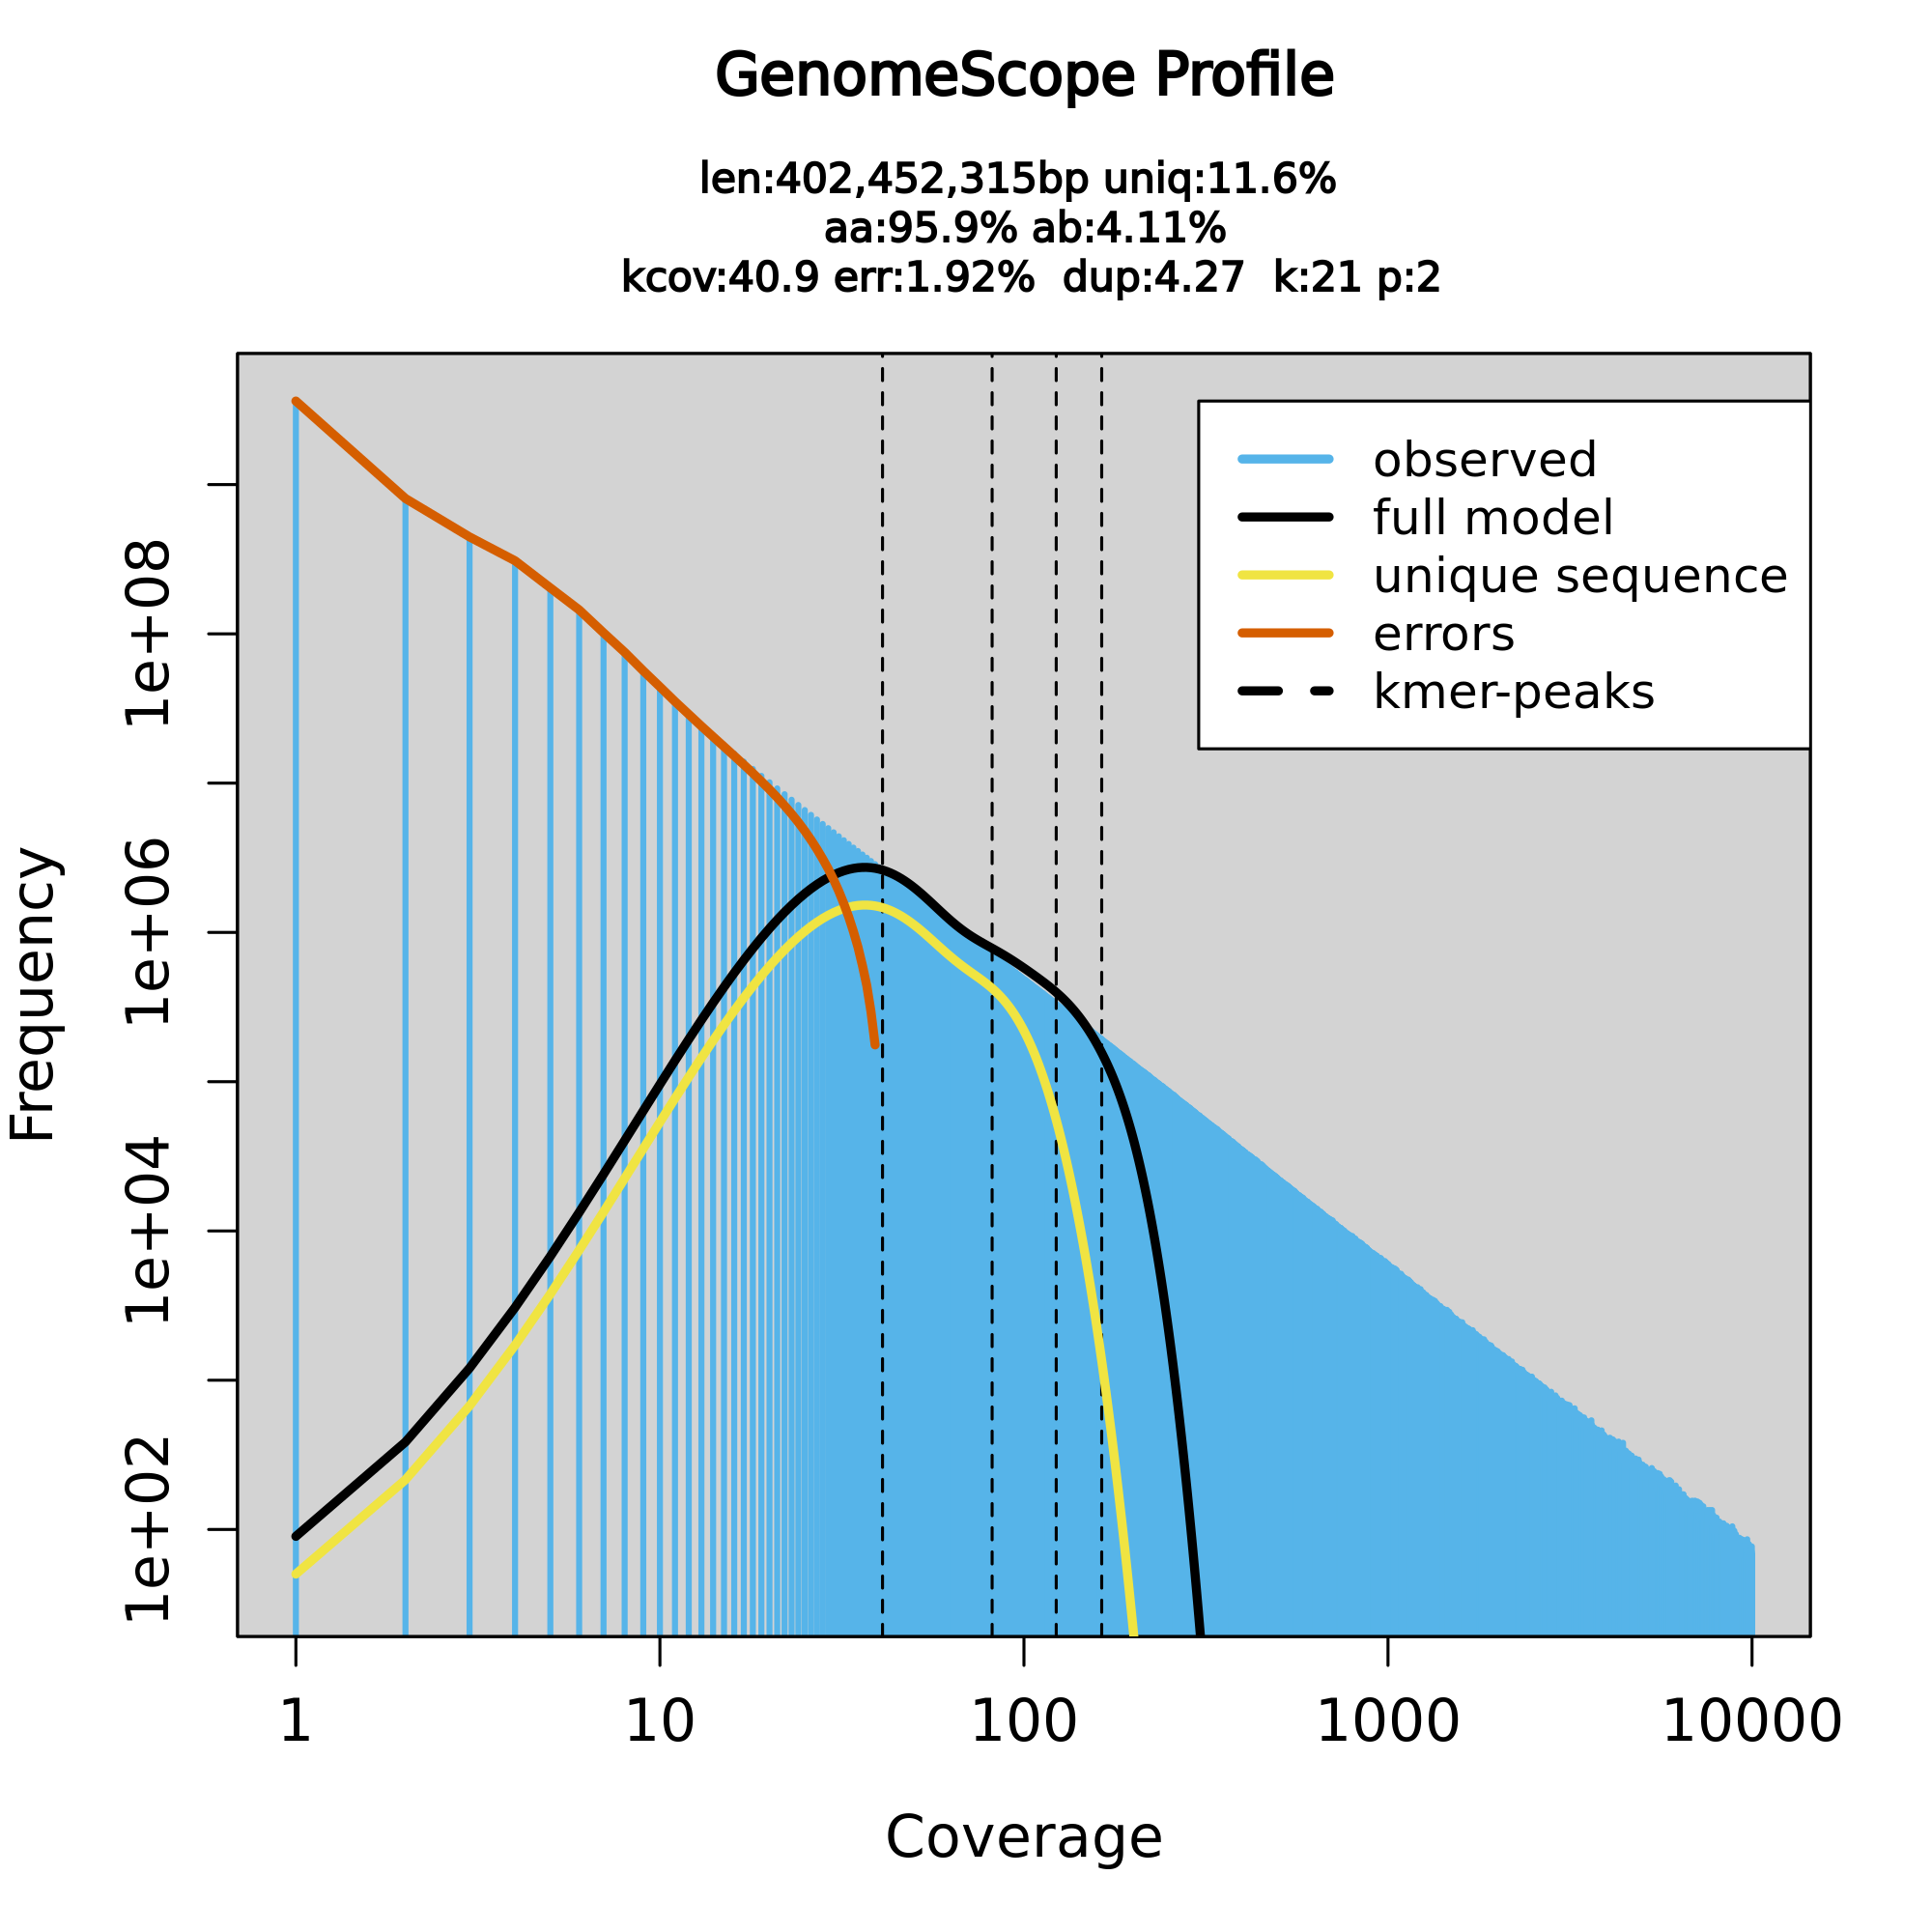 GenomeScope Profile
len:402,452,315bp uniq:11.6%
aa:95.9% ab:4.11%
kcov:40.9 err:1.92% dup:4.27 k:21 p:2
observed
full model
unique sequence
errors
kmer-peaks
Frequency
1e+08
1e+06
1e+04
1e+02
1 10 100 1000 10000
Coverage